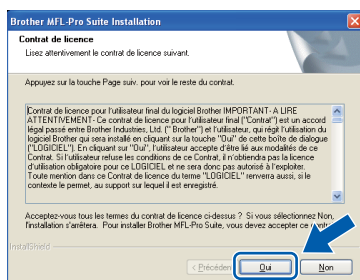 Brother MFL-Pro Suite Installation
Contrat de licence
Lisez attentivement le contrat de licence suivant.
Appuyez sur la touche Page suiv. pour voir le reste du contrat.
Contrat de licence pour l'utilisateur final du logiciel Brother IMPORTANT- A LIRE
ATTENTIVEMENT- Ce contrat de licence pour l'utilisateur final ("Contrat") est un accord
légal passé entre Brother Industries, Ltd. (" Brother") et l'utilisateur, qui régit l'utilisation du
logiciel Brother qui sera installé en cliquant sur la touche "Oui" de cette boîte de dialogue
("LOGICIEL"). En cliquant sur "Oui", l'utilisateur accepte d'être lié aux modalités de ce
Contrat. Si l'utilisateur refuse les conditions de ce Contrat, il n'obtiendra pas la licence
d'utilisation obligatoire pour ce LOGICIEL et ne sera donc pas autorisé à l'exploiter.
Toute mention dans ce Contrat de licence du terme "LOGICIEL" renverra aussi, si le
contexte le permet, au support sur lequel il est enregistré.
Acceptez-vous tous les termes du contrat de licence ci-dessus ? Si vous sélectionnez Non,
l'installation s'arrêtera. Pour installer Brother MFL-Pro Suite, vous devez accepter ce
InstallShield
< Précéden Oui Non